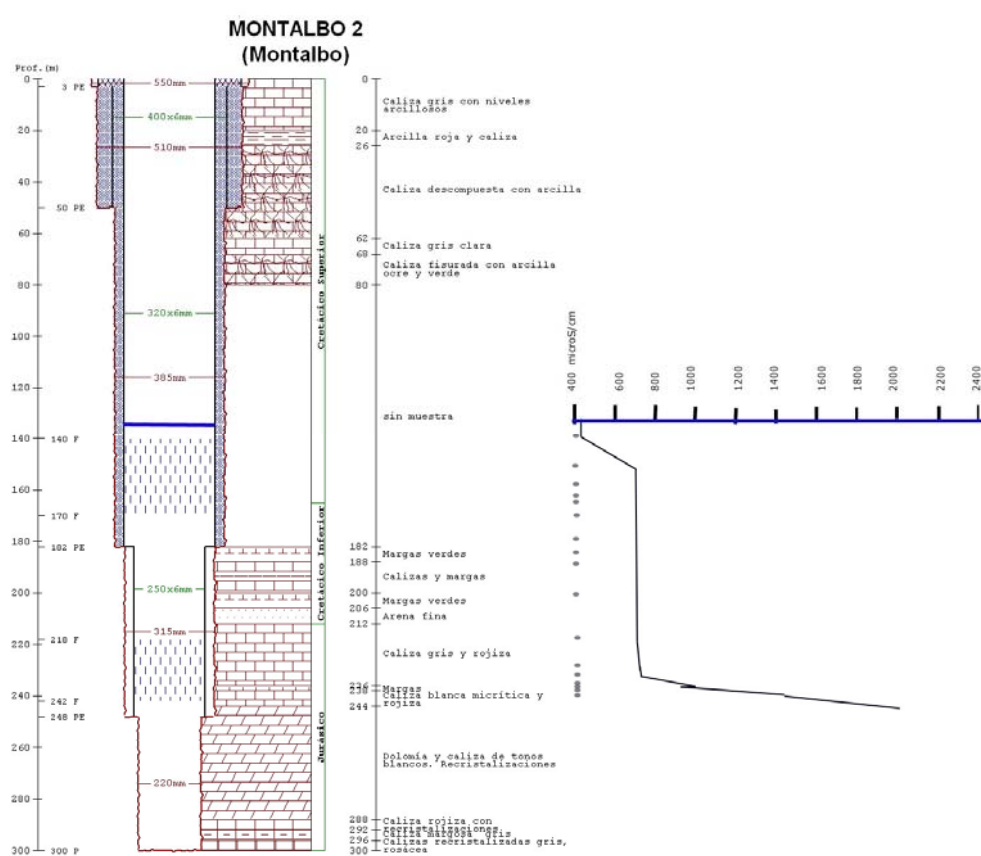 MONTALBO 2
(Montalbo)
Prof.(m)
0
3 PE
20
40
50 PE
60
80
100
120
140
140 F
160
170 F
180
182 PE
200
220
218 F
240
242 F
248 PE
260
280
300
300 P
550mm
400x6mm
510mm
320x6mm
385mm
250x6mm
315mm
220mm
Cretácico Superior
Cretácico Inferior
Jurásico
0
Caliza gris con niveles
arcillosos
20
Arcilla roja y caliza
26
Caliza descompuesta con arcilla
62
Caliza gris clara
68
Caliza fisurada con arcilla
ocre y verde
80
sin muestra
182
Margas verdes
188
Calizas y margas
200
Margas verdes
206
Arena fina
212
Caliza gris y rojiza
236
Margas
238
Caliza blanca micrítica y
rojiza
244
Dolomía y caliza de tonos
blancos. Recristalizaciones
288
Caliza rojiza con
recristalizaciones
292
Caliza margosa gris
296
Calizas recristalizadas gris,
rosácea
300
microS/cm
400
600
800
1000
1200
1400
1600
1800
2000
2200
2400